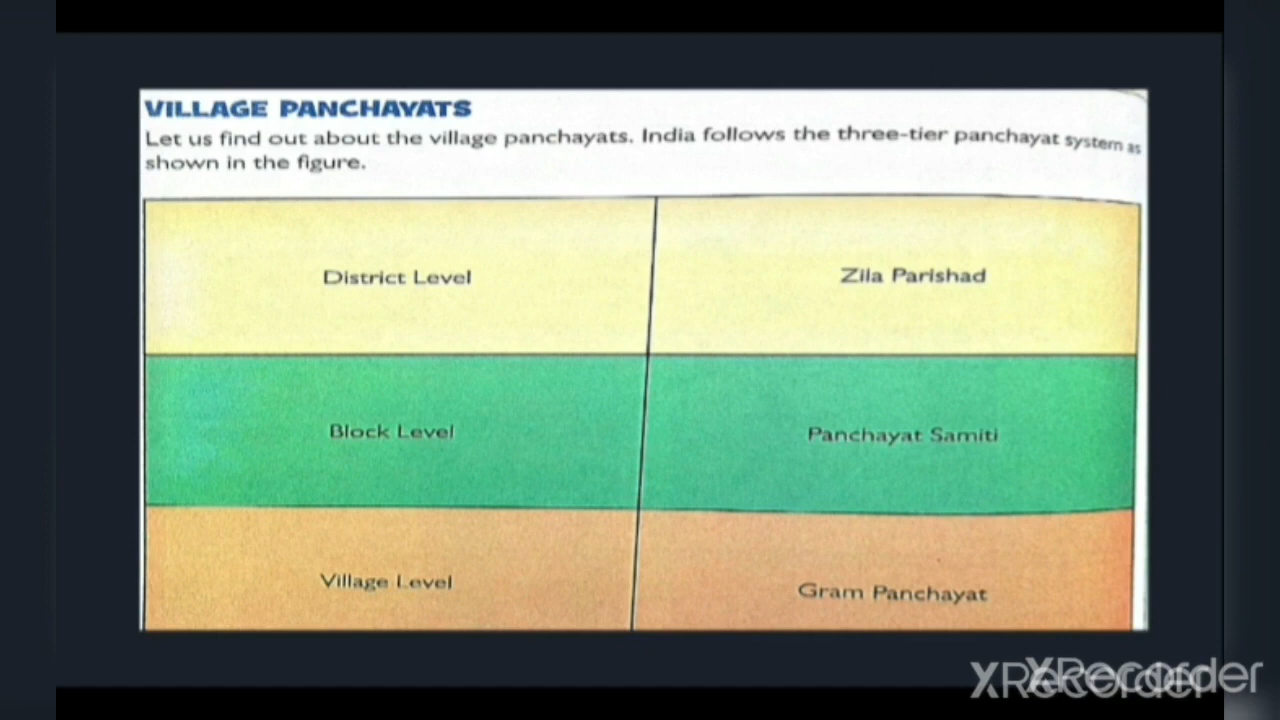 VILLAGE PANCHAYATS
Let us find out about the village panchayats. India follows the three-tier panchayat system as
shown in the figure.
District Level
Zila Parishad
Block Level
Panchayat Samiti
Village Level
Gram Panchayat
XRecorder
XRecorder